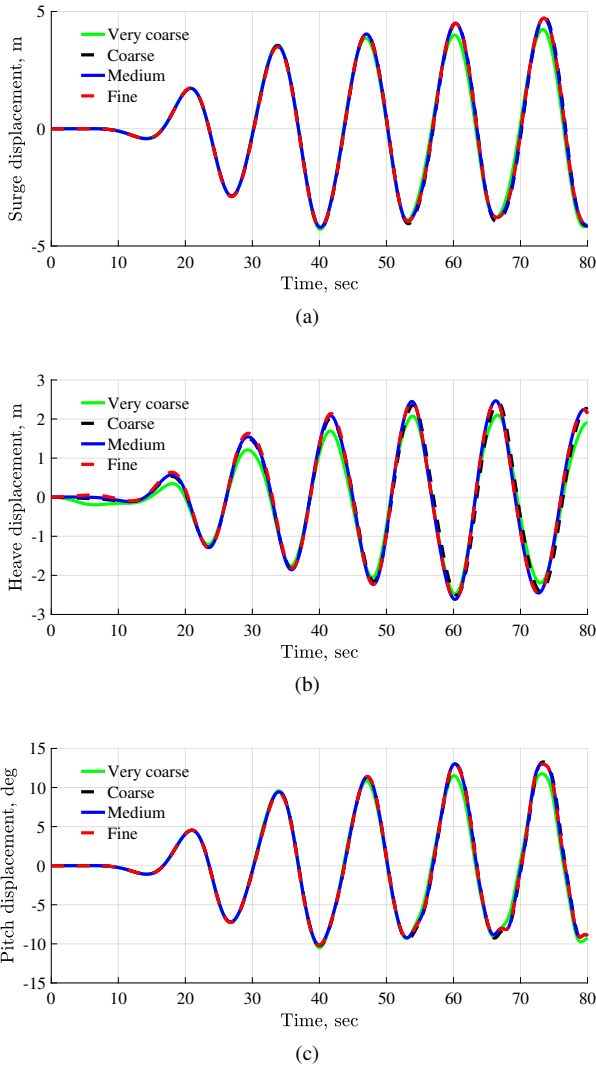 5
0
-5
Surge displacement, m
Very coarse
Coarse
Medium
Fine
0 10 20 30 40 50 60 70 80
Time, sec
(a)
3
2
1
0
-1
-2
-3
Heave displacement, m
Very coarse
Coarse
Medium
Fine
0 10 20 30 40 50 60 70 80
Time, sec
(b)
15
10
5
0
-5
-10
-15
Pitch displacement, deg
Very coarse
Coarse
Medium
Fine
0 10 20 30 40 50 60 70 80
Time, sec
(c)